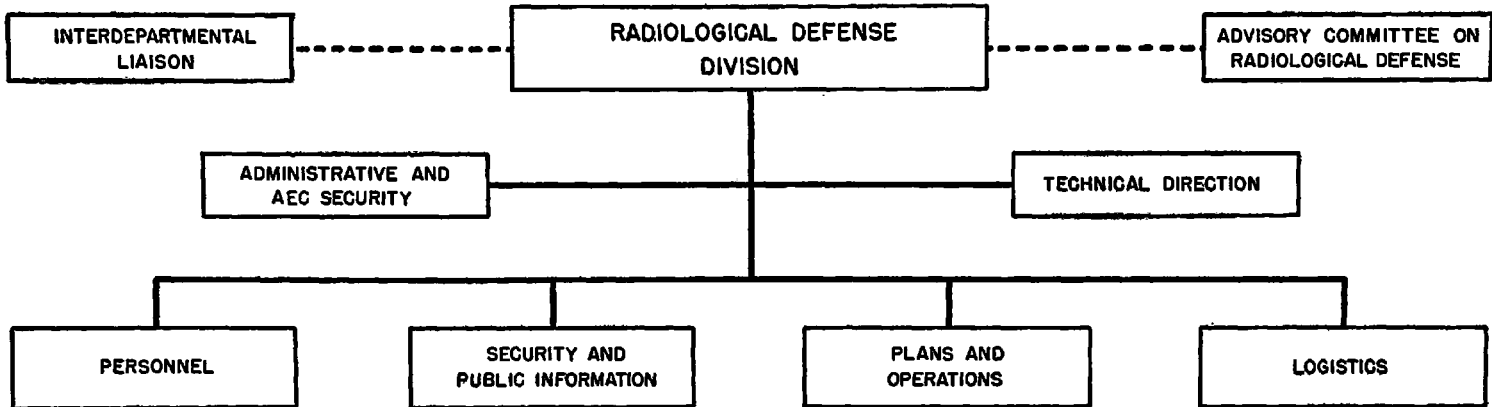 INTERDEPARTMENTAL
LIAISON
RADIOLOGICAL DEFENSE
DIVISION
ADVISORY COMMITTEE ON
RADIOLOGICAL DEFENSE
ADMINISTRATIVE AND
AEC SECURITY
TECHNICAL DIRECTION
PERSONNEL
SECURITY AND
PUBLIC INFORMATION
PLANS AND
OPERATIONS
LOGISTICS